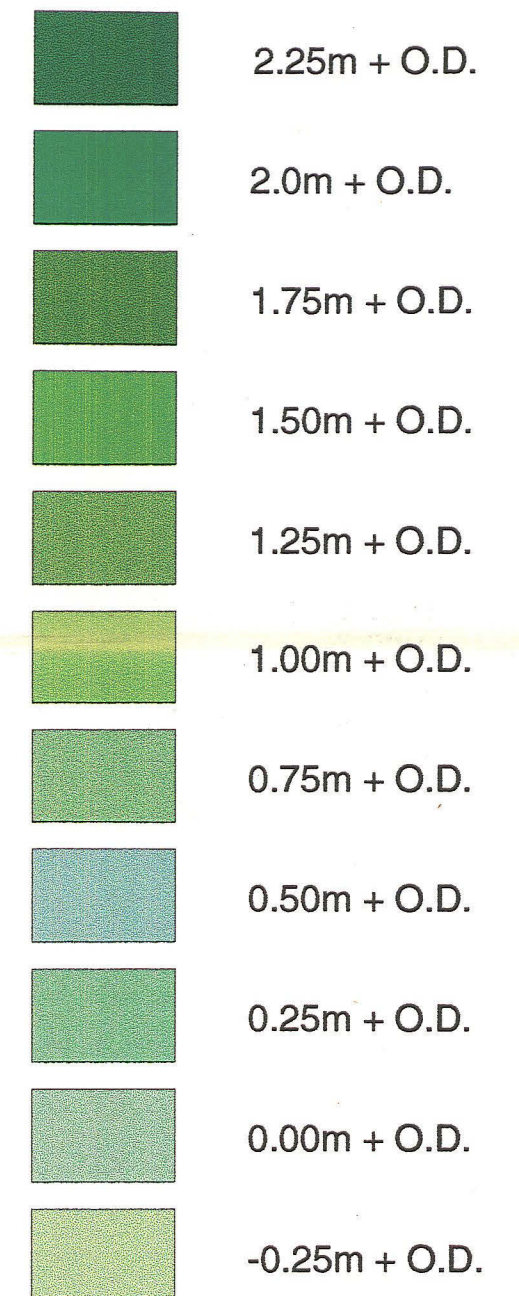 2.25m + O.D.
2.0m + O.D.
1.75m + O.D.
1.50m + O.D.
1.25m + O.D.
1.00m + O.D.
0.75m + O.D.
0.50m + O.D.
0.25m + O.D.
0.00m + O.D.
-0.25m + O.D.